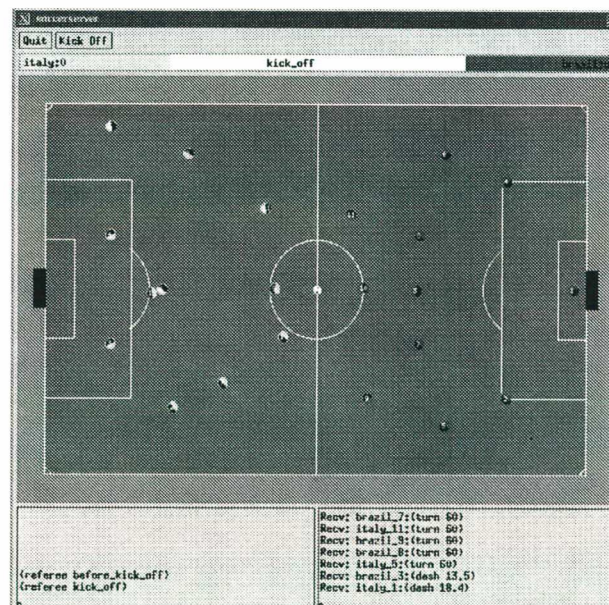 soccerserver
Quit Kick Off
italy:0 kick_off
(referee before_kick_off)
(referee kick_off)
Recv: brazil_7:(turn 60)
Recv: italy_11:(turn 60)
Recv: brazil_9:(turn 60)
Recv: brazil_8:(turn 60)
Recv: italy_5:(turn 60)
Recv: brazil_3:(dash 13.5)
Recv: italy_1:(dash 18.4)